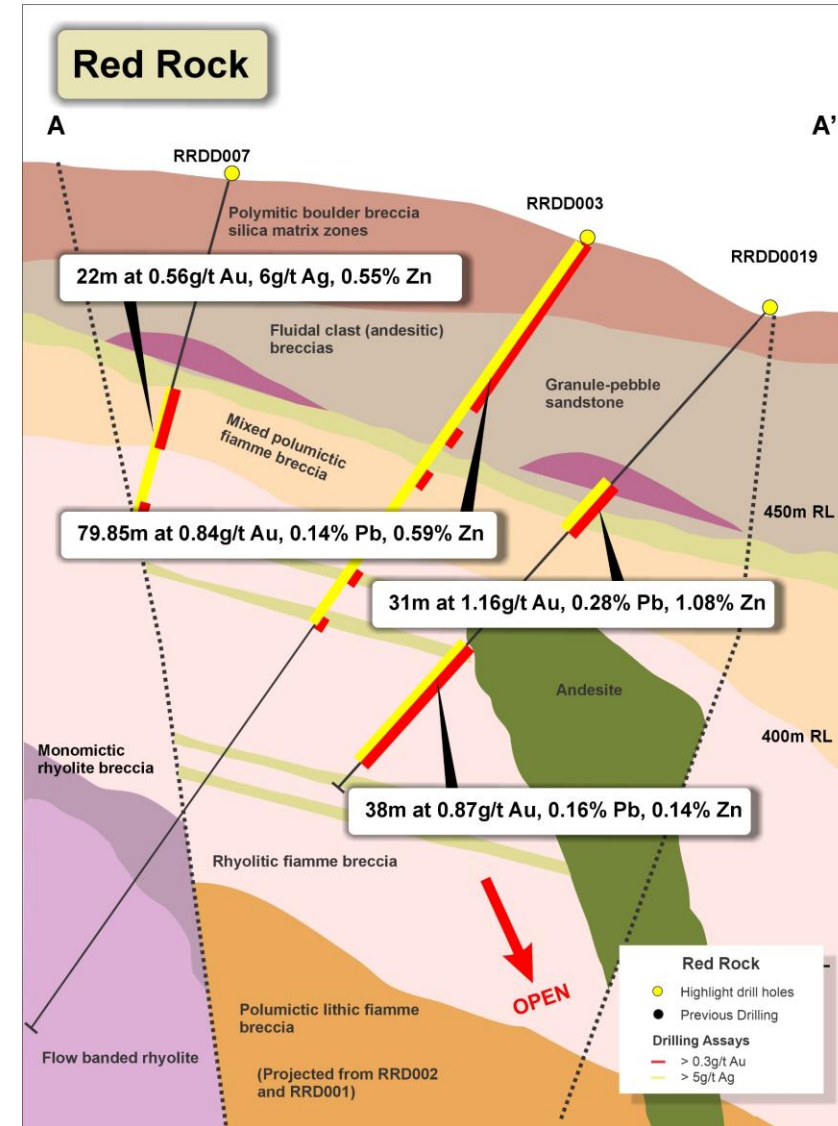 Red Rock
A
A'
RRDD007
RRDD003
RRDD0019
Polymitic boulder breccia
silica matrix zones
22m at 0.56g/t Au, 6g/t Ag, 0.55% Zn
Fluidal clast (andesitic)
breccias
Granule-pebble
sandstone
Mixed polumictic
fiamme breccia
450m RL
79.85m at 0.84g/t Au, 0.14% Pb, 0.59% Zn
31m at 1.16g/t Au, 0.28% Pb, 1.08% Zn
Andesite
400m RL
Monomictic
rhyolite breccia
38m at 0.87g/t Au, 0.16% Pb, 0.14% Zn
Rhyolitic fiamme breccia
OPEN
Polumictic lithic fiamme
breccia
(Projected from RRD002
and RRD001)
Flow banded rhyolite
Red Rock
Highlight drill holes
Previous Drilling
Drilling Assays
> 0.3g/t Au
> 5g/t Ag